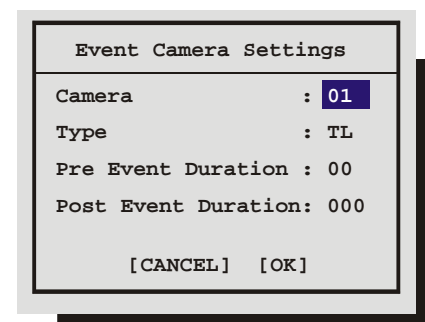 Event Camera Settings
Camera : 01
Type : TL
Pre Event Duration : 00
Post Event Duration: 000
[CANCEL] [OK]